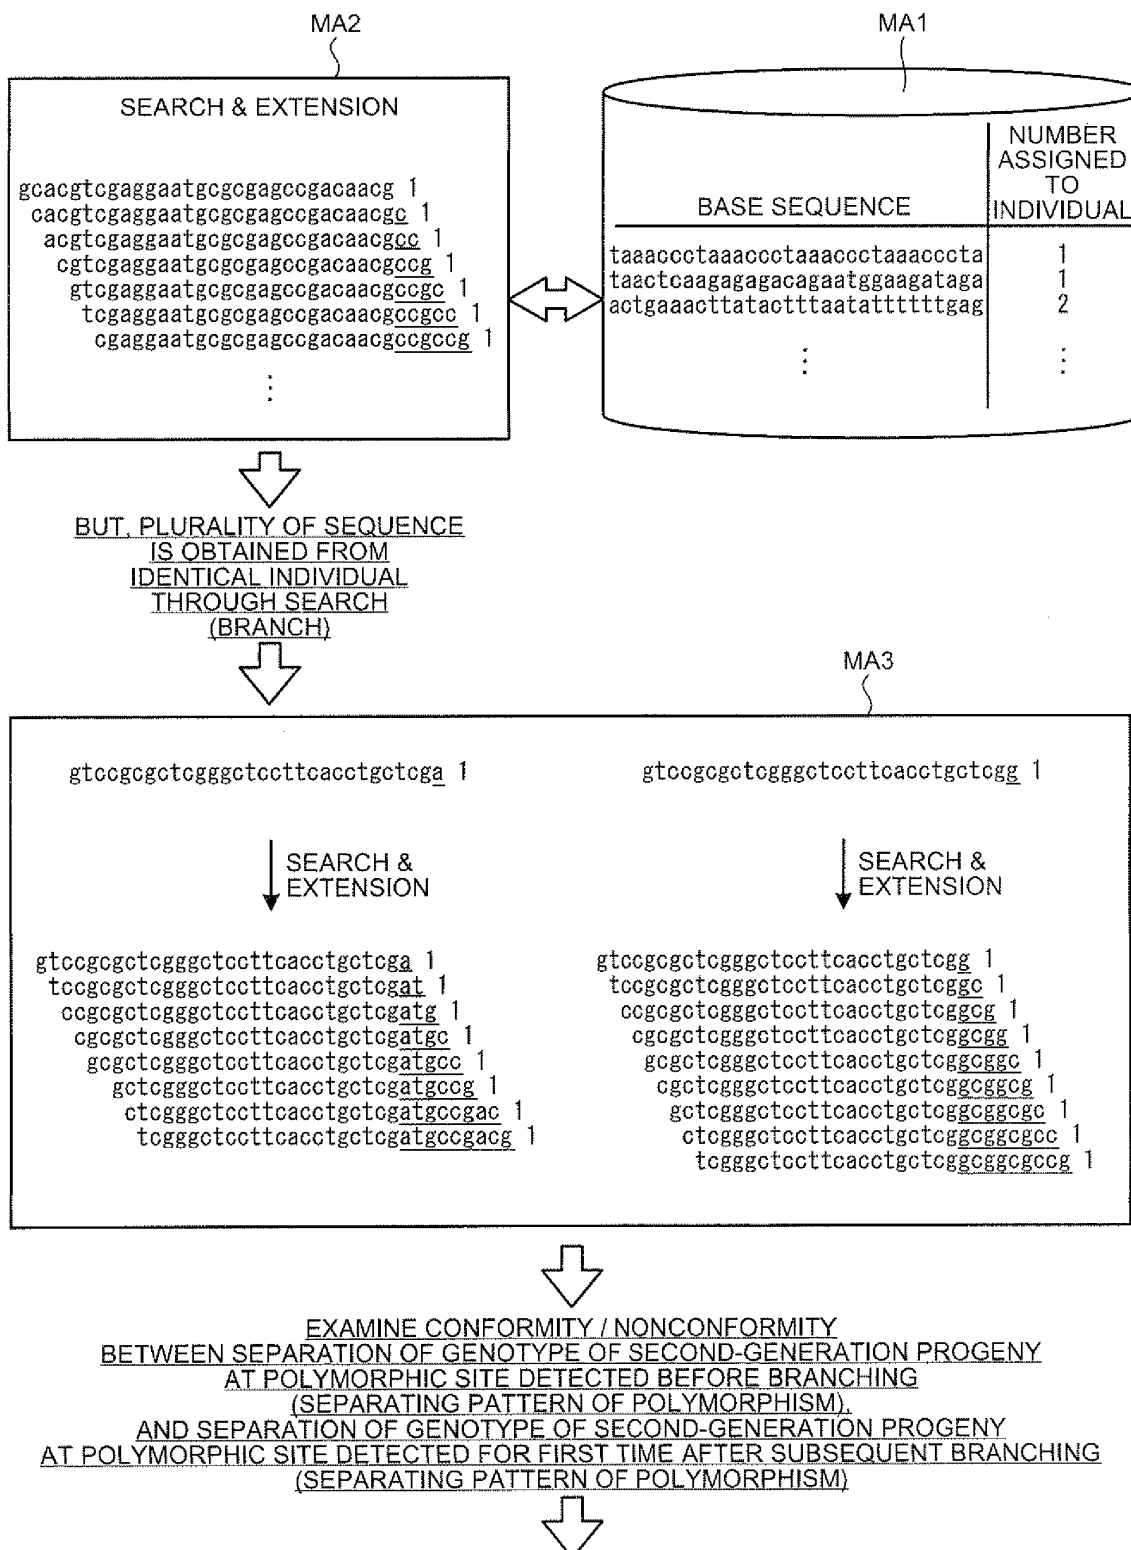 MA2
SEARCH & EXTENSION
gcacgtcgaggaatgcgcgagccgacaacg 1
cacgtcgaggaatgcgcgagccgacaacgc 1
acgtcgaggaatgcgcgagccgacaacgcc 1
cgtcgaggaatgcgcgagccgacaacgccg 1
gtcgaggaatgcgcgagccgacaacgccgc 1
tcgaggaatgcgcgagccgacaacgccgcc 1
cgaggaatgcgcgagccgacaacgccgccg 1
⋮
MA1
BASE SEQUENCE
NUMBER
ASSIGNED
TO
INDIVIDUAL
taaaccctaaaccctaaaccctaaacccta 1
taactcaagagagacagaatggaagataga 1
actgaaacttatactttaatattttttgag 2
⋮ ⋮
BUT, PLURALITY OF SEQUENCE
IS OBTAINED FROM
IDENTICAL INDIVIDUAL
THROUGH SEARCH
(BRANCH)
MA3
gtccgcgctcgggctccttcacctgctcga 1
SEARCH &
EXTENSION
gtccgcgctcgggctccttcacctgctcga 1
tccgcgctcgggctccttcacctgctcgat 1
ccgcgctcgggctccttcacctgctcgatg 1
cgcgctcgggctccttcacctgctcgatgc 1
gcgctcgggctccttcacctgctcgatgcc 1
gctcgggctccttcacctgctcgatgccg 1
ctcgggctccttcacctgctcgatgccgac 1
tcgggctccttcacctgctcgatgccgacg 1
gtccgcgctcgggctccttcacctgctcgg 1
SEARCH &
EXTENSION
gtccgcgctcgggctccttcacctgctcgg 1
tccgcgctcgggctccttcacctgctcggc 1
ccgcgctcgggctccttcacctgctcggcg 1
cgcgctcgggctccttcacctgctcggcgg 1
gcgctcgggctccttcacctgctcggcggc 1
cgctcgggctccttcacctgctcggcggcg 1
gctcgggctccttcacctgctcggcggcgc 1
ctcgggctccttcacctgctcggcggcgcc 1
tcgggctccttcacctgctcggcggcgccg 1
EXAMINE CONFORMITY / NONCONFORMITY
BETWEEN SEPARATION OF GENOTYPE OF SECOND-GENERATION PROGENY
AT POLYMORPHIC SITE DETECTED BEFORE BRANCHING
(SEPARATING PATTERN OF POLYMORPHISM),
AND SEPARATION OF GENOTYPE OF SECOND-GENERATION PROGENY
AT POLYMORPHIC SITE DETECTED FOR FIRST TIME AFTER SUBSEQUENT BRANCHING
(SEPARATING PATTERN OF POLYMORPHISM)